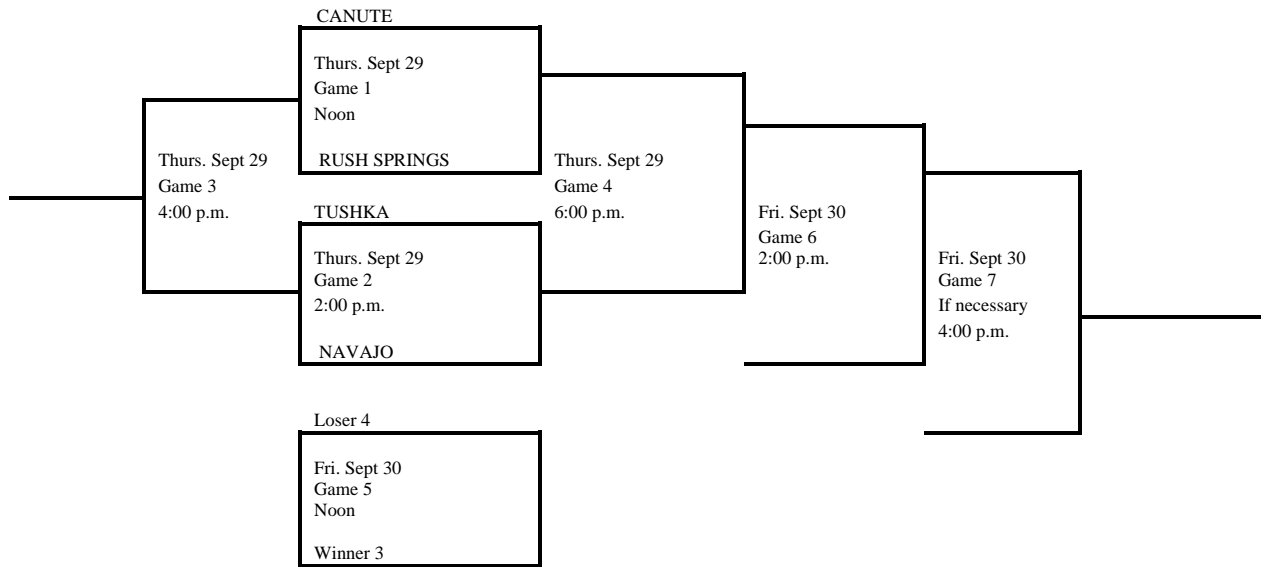 CANUTE
Thurs. Sept 29
Game 1
Noon
RUSH SPRINGS
Thurs. Sept 29
Game 3
4:00 p.m.
TUSHKA
Thurs. Sept 29
Game 2
2:00 p.m.
NAVAJO
Thurs. Sept 29
Game 4
6:00 p.m.
Fri. Sept 30
Game 6
2:00 p.m.
Fri. Sept 30
Game 7
If necessary
4:00 p.m.
Loser 4
Fri. Sept 30
Game 5
Noon
Winner 3